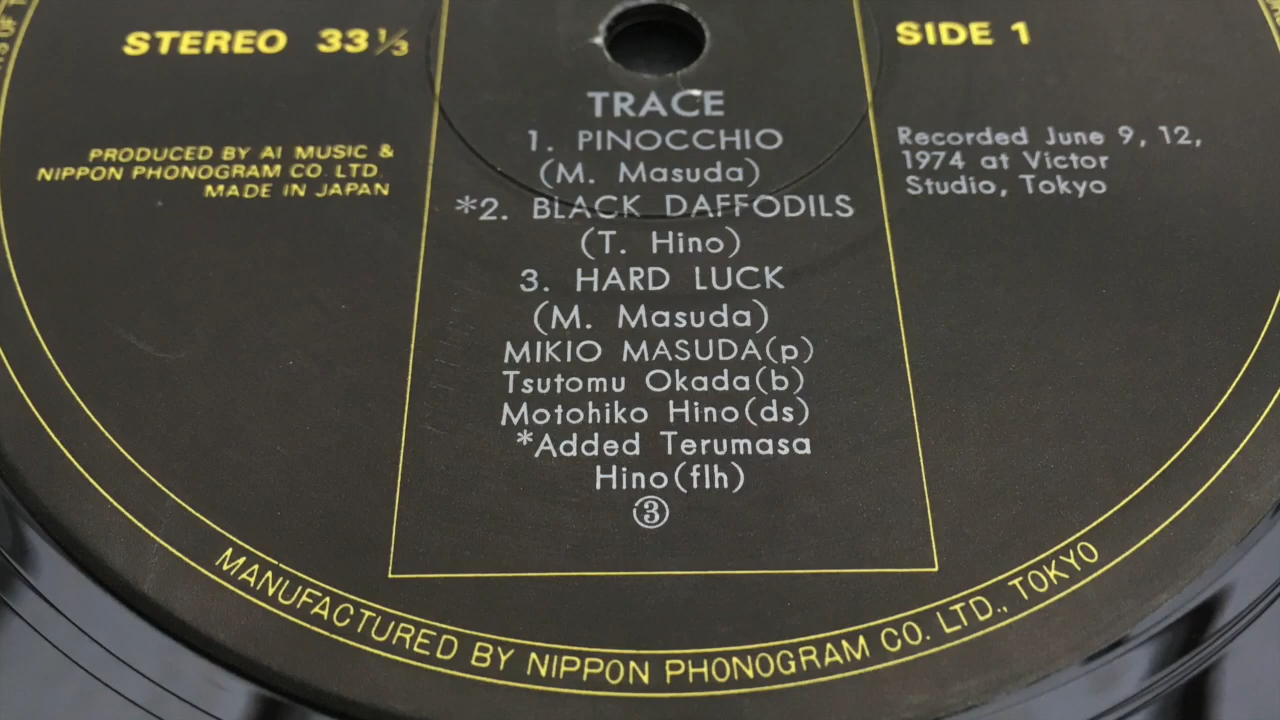 STEREO 33⅓
SIDE 1
PRODUCED BY AI MUSIC &
NIPPON PHONOGRAM CO. LTD.
MADE IN JAPAN
TRACE
1. PINOCCHIO
(M. Masuda)
*2. BLACK DAFFODILS
(T. Hino)
3. HARD LUCK
(M. Masuda)
MIKIO MASUDA(p)
Tsutomu Okada(b)
Motohiko Hino(ds)
*Added Terumasa
Hino(flh)
③
Recorded June 9, 12,
1974 at Victor
Studio, Tokyo
MANUFACTURED BY NIPPON PHONOGRAM CO. LTD., TOKYO